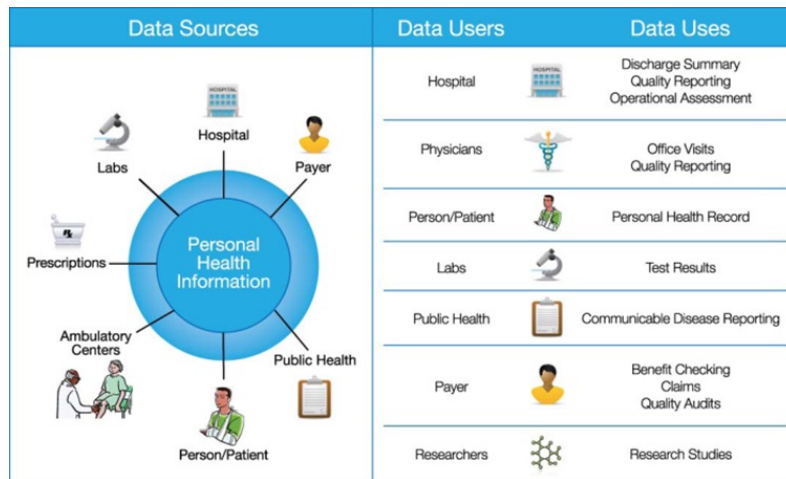 Data Sources
HOSPITAL
Hospital
Labs
Payer
Rx
Prescriptions
Personal
Health
Information
Ambulatory
Centers
Public Health
Person/Patient
Data Users
Data Uses
Hospital
HOSPITAL
Discharge Summary
Quality Reporting
Operational Assessment
Physicians
Office Visits
Quality Reporting
Person/Patient
Personal Health Record
Labs
Test Results
Public Health
Communicable Disease Reporting
Payer
Benefit Checking
Claims
Quality Audits
Researchers
Research Studies